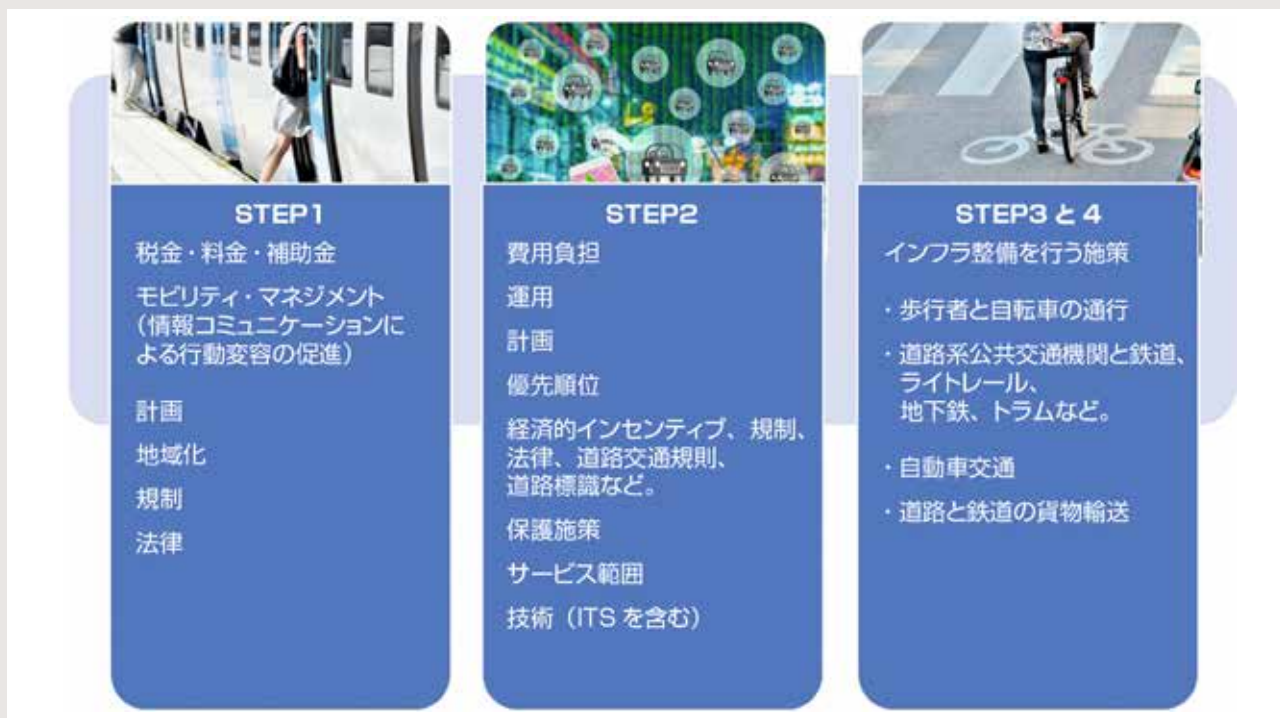 STEP1
税金・料金・補助金
モビリティ・マネジメント
（情報コミュニケーションに
よる行動変容の促進）
計画
地域化
規制
法律
STEP2
費用負担
運用
計画
優先順位
経済的インセンティブ、規制、
法律、道路交通規則、
道路標識など。
保護施策
サービス範囲
技術（ITS を含む）
STEP3 と 4
インフラ整備を行う施策
・歩行者と自転車の通行
・道路系公共交通機関と鉄道、
ライトレール、
地下鉄、トラムなど。
・自動車交通
・道路と鉄道の貨物輸送